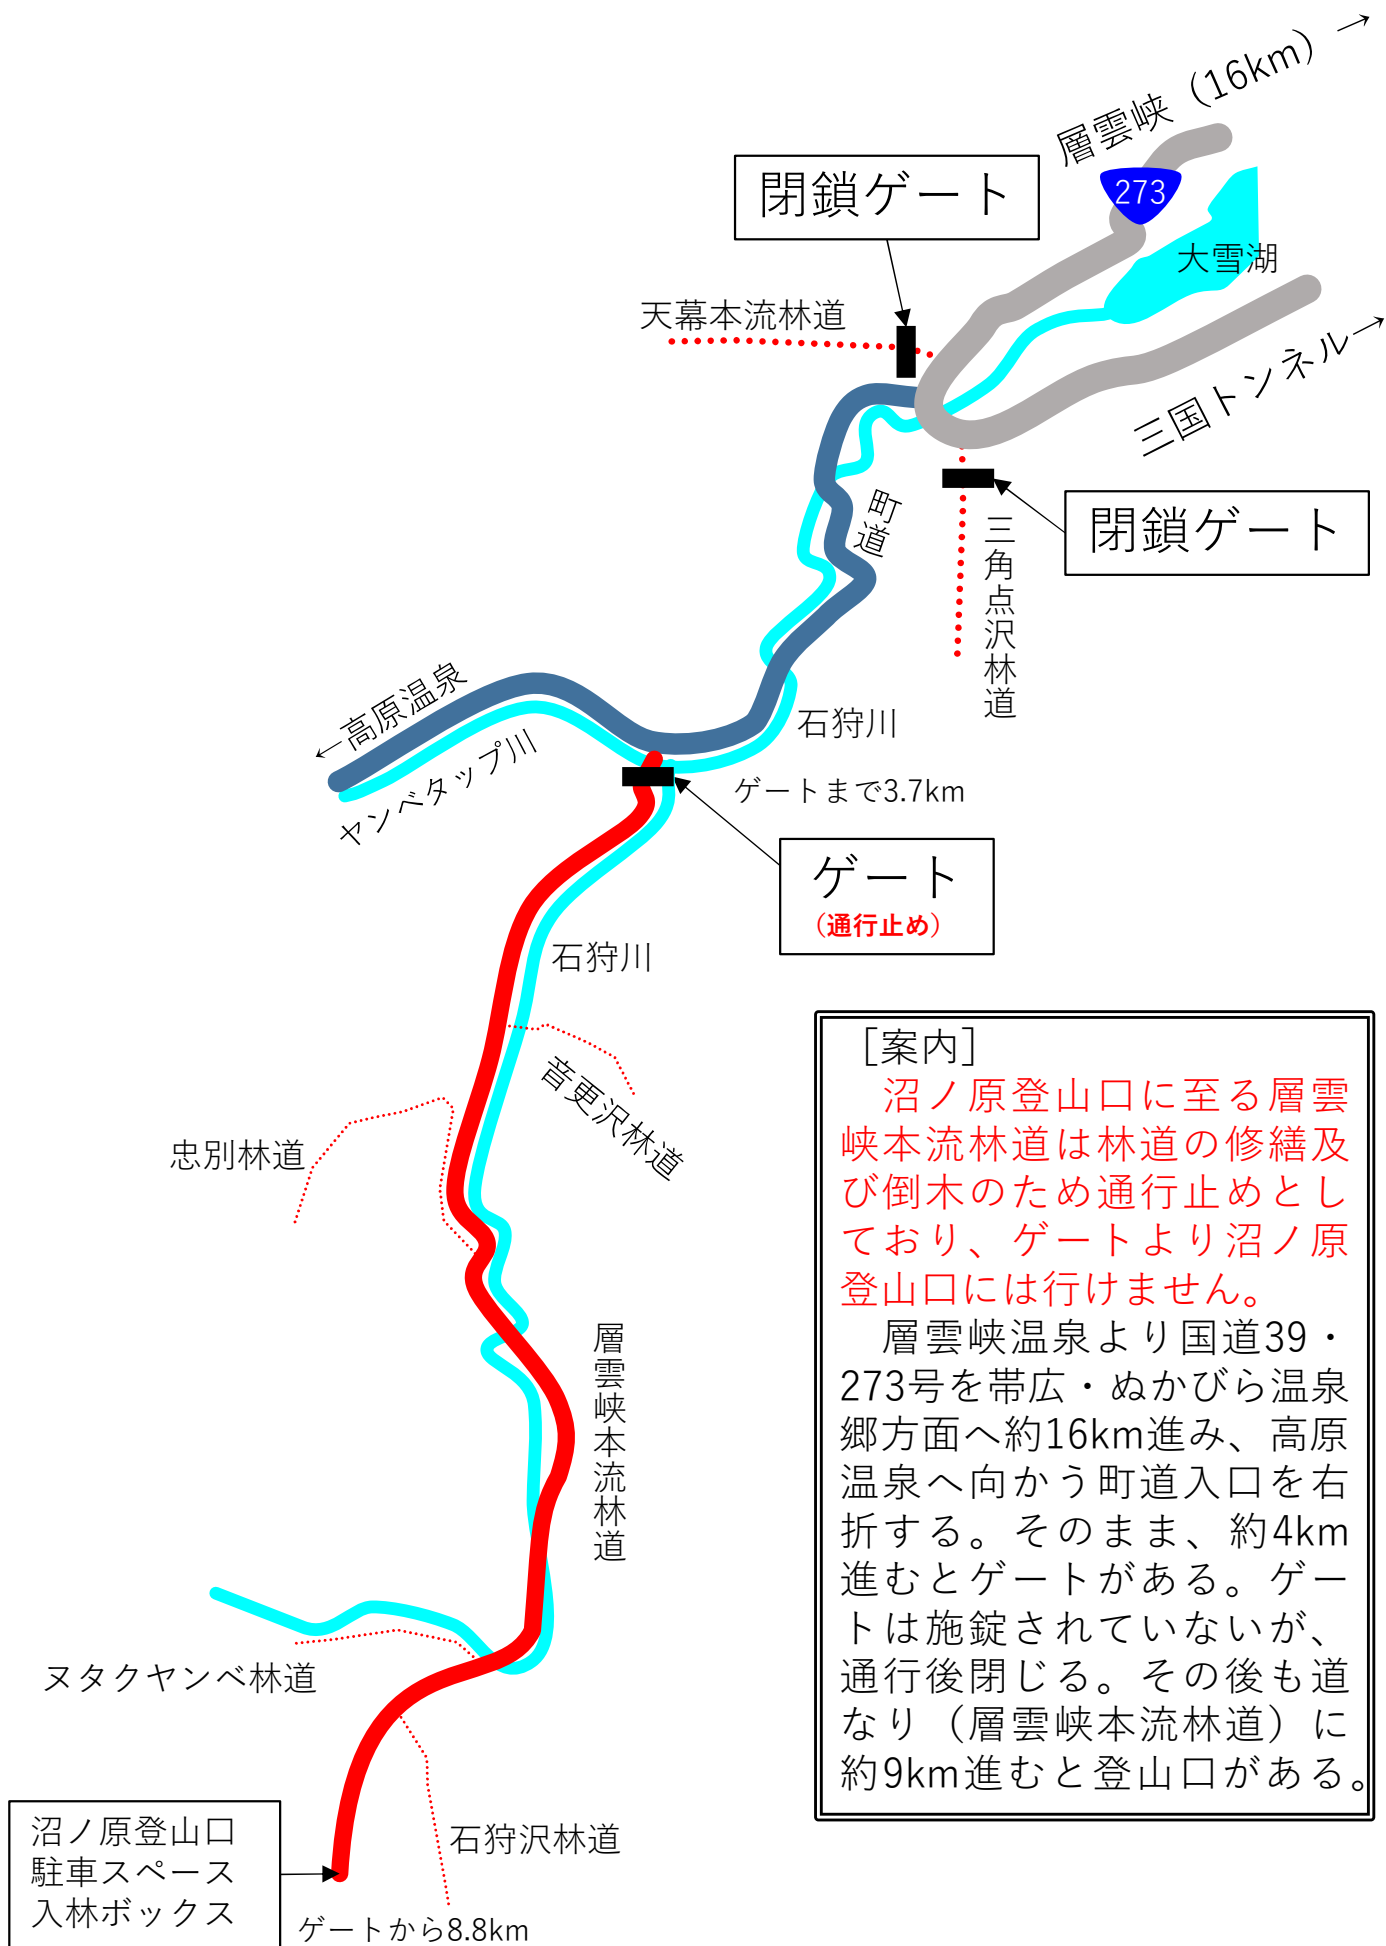 層雲峡（16km）→
閉鎖ゲート
273
大雪湖
天幕本流林道
三国トンネル→
閉鎖ゲート
町道
三角点沢林道
←高原温泉
石狩川
ヤンベタップ川
ゲートまで3.7km
ゲート
（通行止め）
石狩川
音更沢林道
忠別林道
層雲峡本流林道
［案内］
沼ノ原登山口に至る層雲
峡本流林道は林道の修繕及
び倒木のため通行止めとし
ており、ゲートより沼ノ原
登山口には行けません。
層雲峡温泉より国道39・
273号を帯広・ぬかびら温泉
郷方面へ約16km進み、高原
温泉へ向かう町道入口を右
折する。そのまま、約4km
進むとゲートがある。ゲー
トは施錠されていないが、
通行後閉じる。その後も道
なり（層雲峡本流林道）に
約9km進むと登山口がある。
ヌタクヤンベ林道
石狩沢林道
沼ノ原登山口
駐車スペース
入林ボックス
ゲートから8.8km